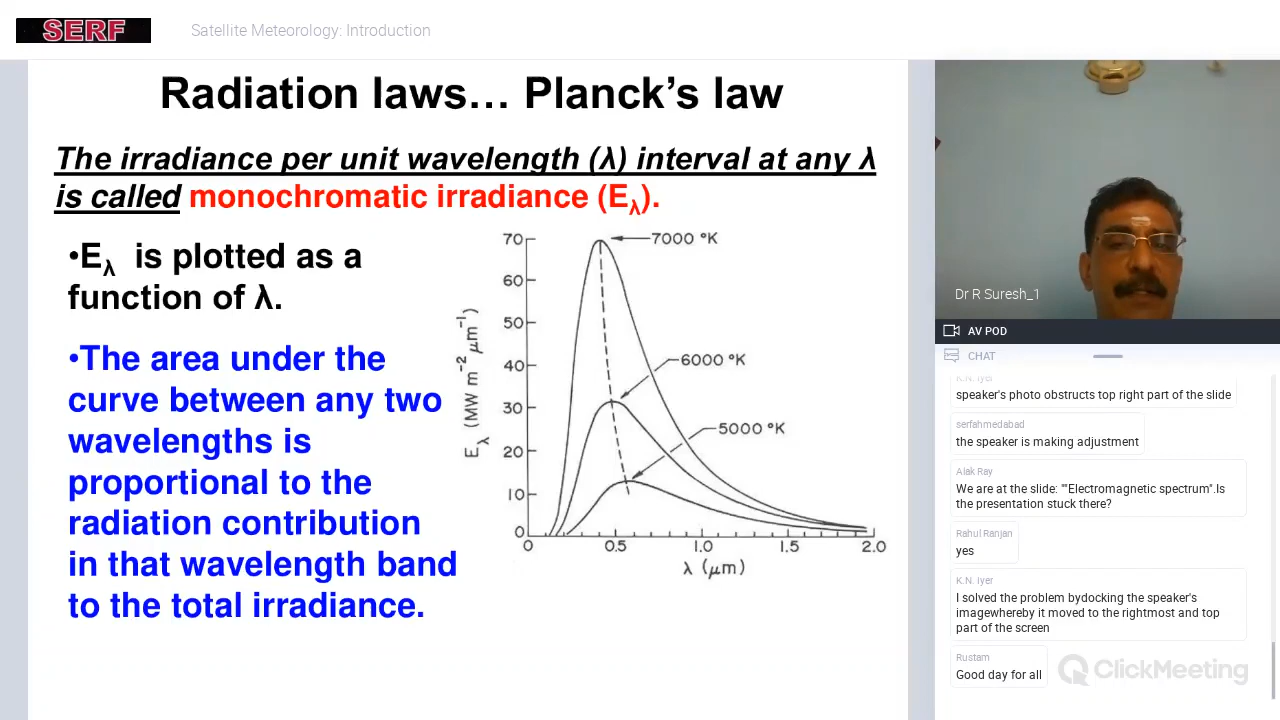 SERF
Satellite Meteorology: Introduction
Radiation laws… Planck’s law
The irradiance per unit wavelength (λ) interval at any λ
is called monochromatic irradiance (Eλ).
•Eλ is plotted as a
function of λ.
•The area under the
curve between any two
wavelengths is
proportional to the
radiation contribution
in that wavelength band
to the total irradiance.
70
60
50
40
30
20
10
0
Eλ (MW m⁻² μm⁻¹)
7000 °K
6000 °K
5000 °K
0 0.5 1.0 1.5 2.0
λ (μm)
Dr R Suresh_1
AV POD
CHAT
K.N. Iyer
speaker's photo obstructs top right part of the slide
serfahmedabad
the speaker is making adjustment
Alak Ray
We are at the slide: ""Electromagnetic spectrum".Is
the presentation stuck there?
Rahul Ranjan
yes
K.N. Iyer
I solved the problem bydocking the speaker's
imagewhereby it moved to the rightmost and top
part of the screen
Rustam
Good day for all
ClickMeeting